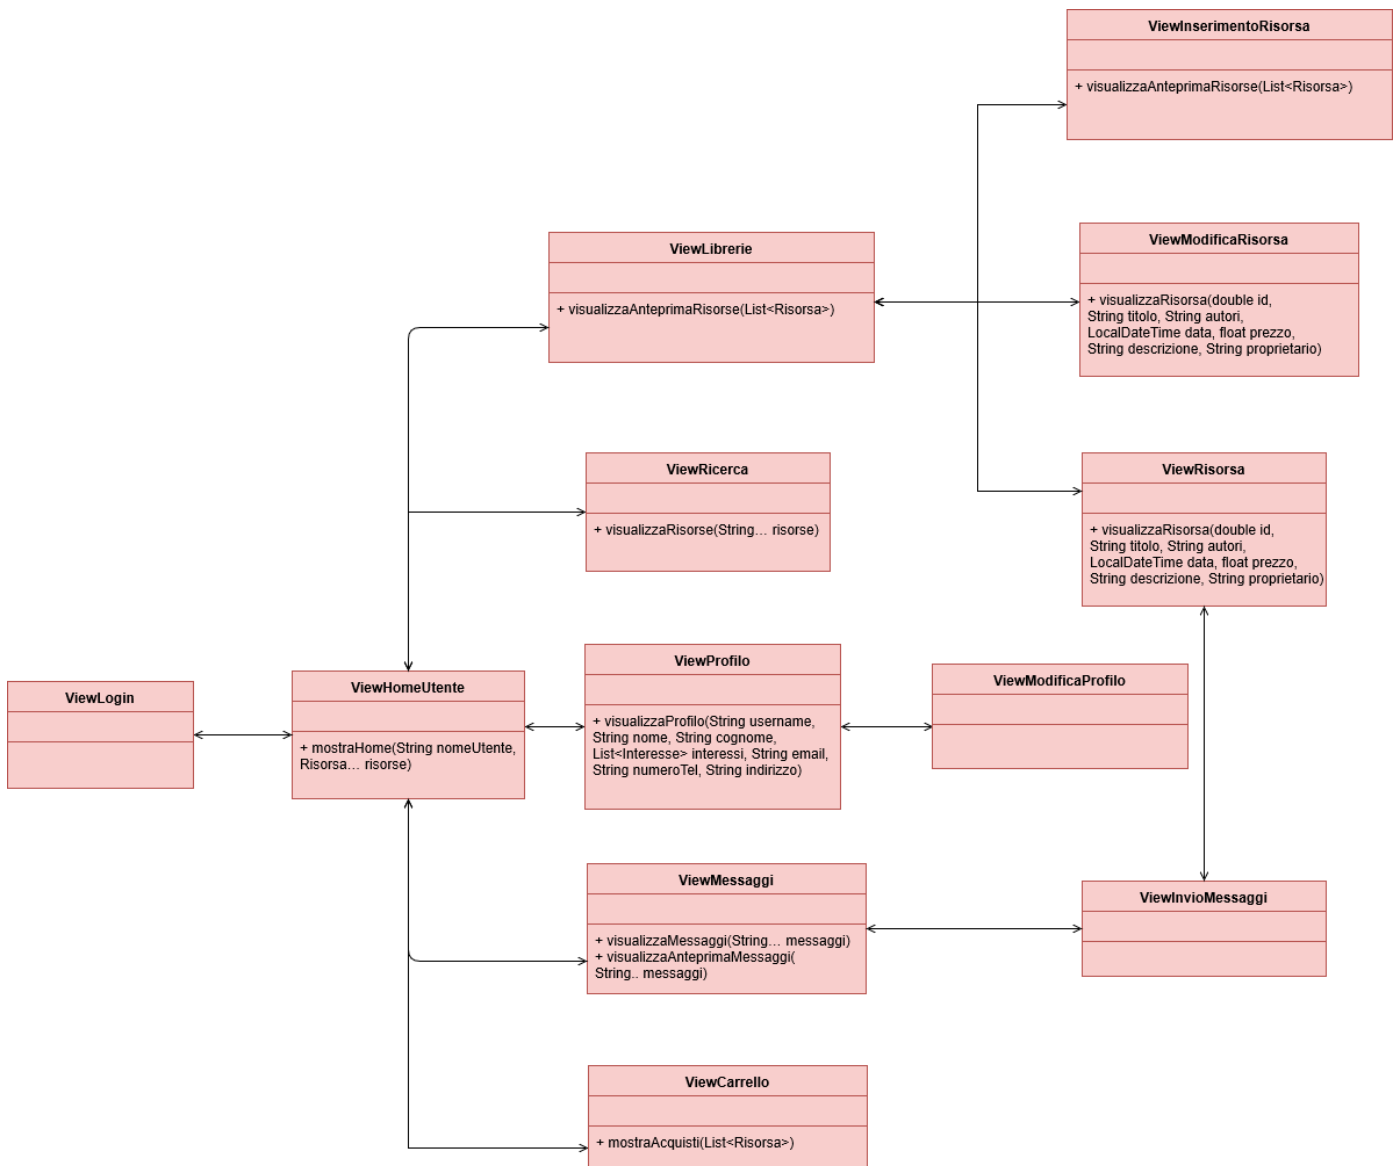 ViewInserimentoRisorsa
+ visualizzaAnteprimaRisorse(List<Risorsa>)
ViewLibrerie
+ visualizzaAnteprimaRisorse(List<Risorsa>)
ViewModificaRisorsa
+ visualizzaRisorsa(double id,
String titolo, String autori,
LocalDateTime data, float prezzo,
String descrizione, String proprietario)
ViewRicerca
+ visualizzaRisorse(String... risorse)
ViewRisorsa
+ visualizzaRisorsa(double id,
String titolo, String autori,
LocalDateTime data, float prezzo,
String descrizione, String proprietario)
ViewLogin
ViewHomeUtente
+ mostraHome(String nomeUtente,
Risorsa... risorse)
ViewProfilo
+ visualizzaProfilo(String username,
String nome, String cognome,
List<Interesse> interessi, String email,
String numeroTel, String indirizzo)
ViewModificaProfilo
ViewMessaggi
+ visualizzaMessaggi(String... messaggi)
+ visualizzaAnteprimaMessaggi(
String.. messaggi)
ViewInvioMessaggi
ViewCarrello
+ mostraAcquisti(List<Risorsa>)